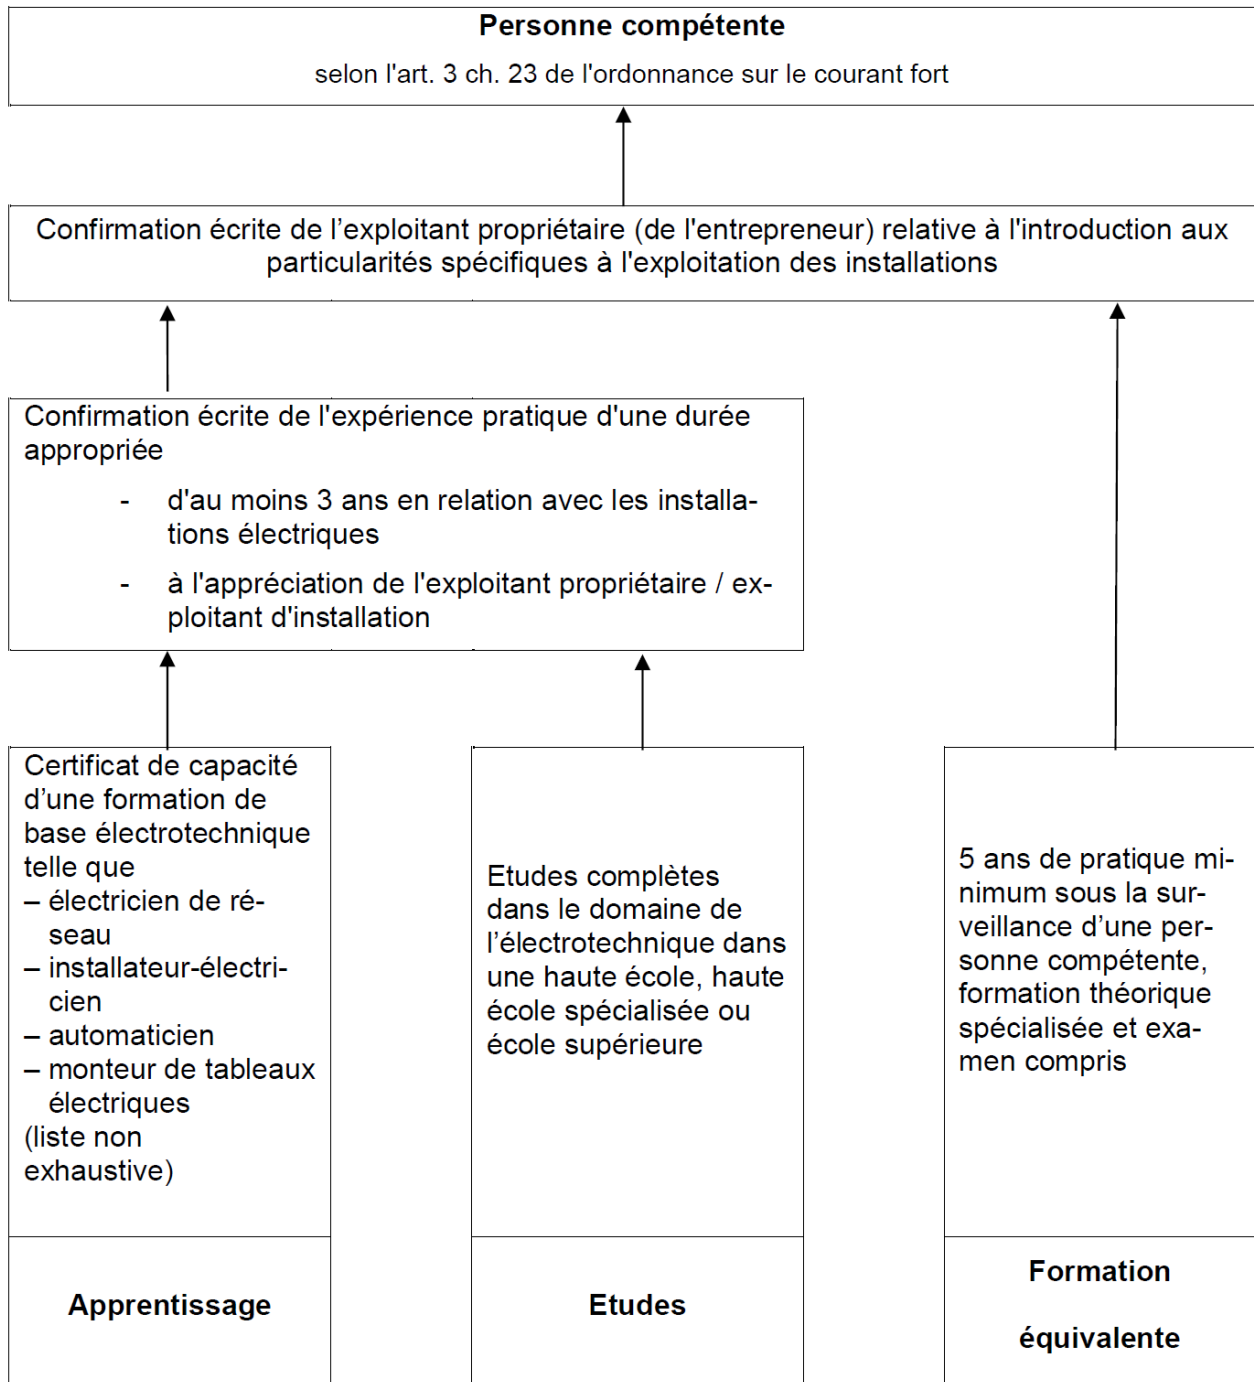 Personne compétente
selon l'art. 3 ch. 23 de l'ordonnance sur le courant fort
Confirmation écrite de l’exploitant propriétaire (de l'entrepreneur) relative à l'introduction aux
particularités spécifiques à l'exploitation des installations
Confirmation écrite de l'expérience pratique d'une durée
appropriée
- d'au moins 3 ans en relation avec les installa-
tions électriques
- à l'appréciation de l'exploitant propriétaire / ex-
ploitant d'installation
Certificat de capacité
d’une formation de
base électrotechnique
telle que
– électricien de ré-
seau
– installateur-électri-
cien
– automaticien
– monteur de tableaux
électriques
(liste non
exhaustive)
Apprentissage
Etudes complètes
dans le domaine de
l’électrotechnique dans
une haute école, haute
école spécialisée ou
école supérieure
Etudes
5 ans de pratique mi-
nimum sous la sur-
veillance d’une per-
sonne compétente,
formation théorique
spécialisée et exa-
men compris
Formation
équivalente